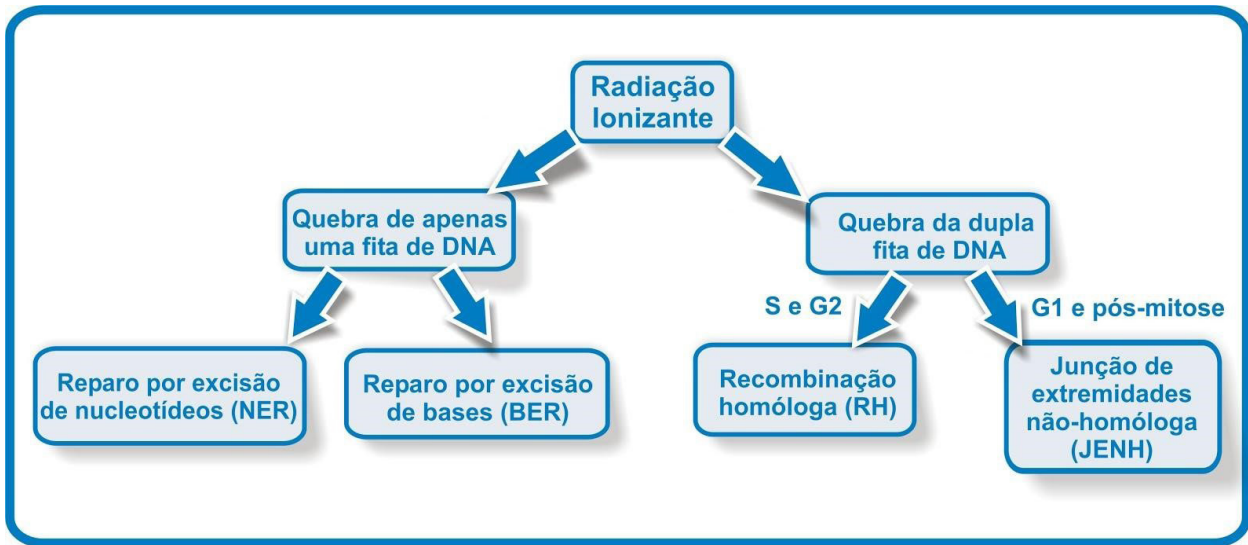 Radiação
Ionizante
Quebra de apenas
uma fita de DNA
Quebra da dupla
fita de DNA
S e G2
G1 e pós-mitose
Reparo por excisão
de nucleotídeos (NER)
Reparo por excisão
de bases (BER)
Recombinação
homóloga (RH)
Junção de
extremidades
não-homóloga
(JENH)